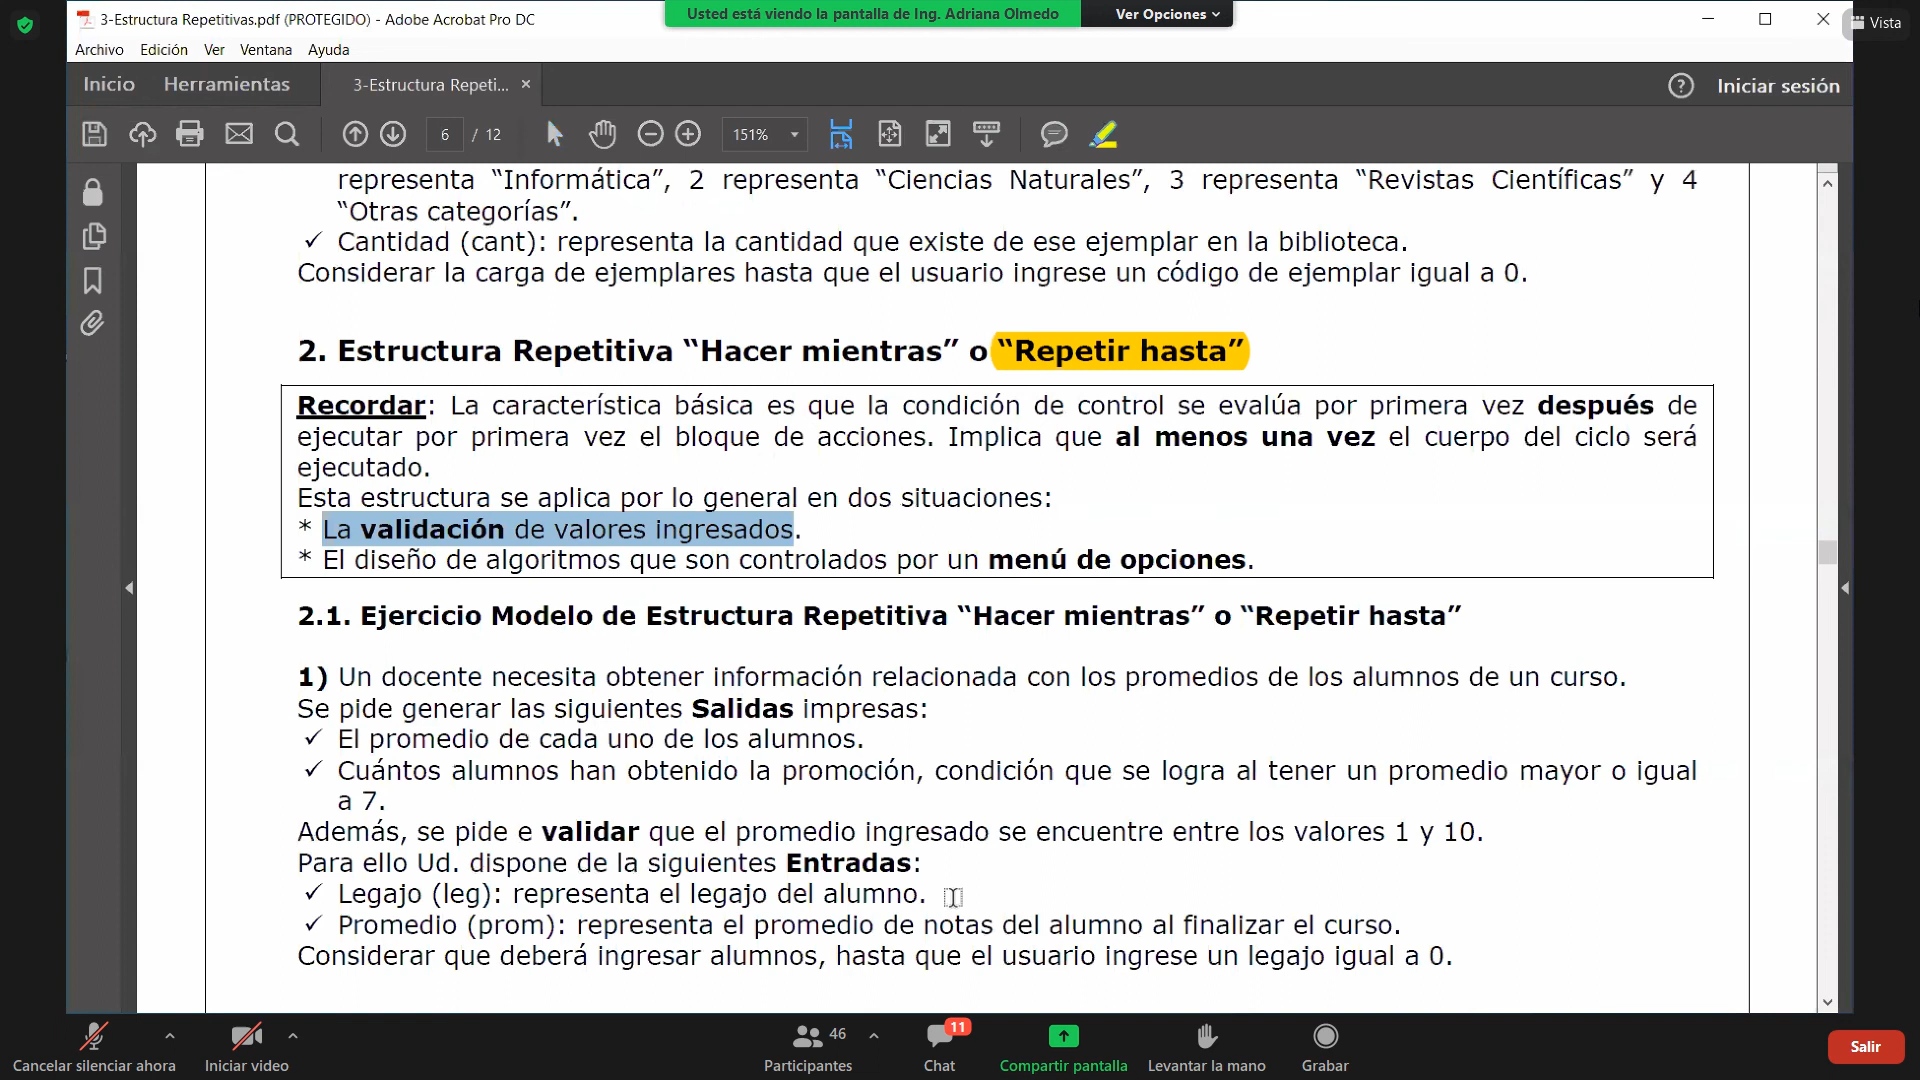 3-Estructura Repetitivas.pdf (PROTEGIDO) - Adobe Acrobat Pro DC
Usted está viendo la pantalla de Ing. Adriana Olmedo
Ver Opciones
Vista
Archivo Edición Ver Ventana Ayuda
Inicio Herramientas 3-Estructura Repeti... × Iniciar sesión
6 / 12 151%
representa “Informática”, 2 representa “Ciencias Naturales”, 3 representa “Revistas Científicas” y 4
“Otras categorías”.
✓ Cantidad (cant): representa la cantidad que existe de ese ejemplar en la biblioteca.
Considerar la carga de ejemplares hasta que el usuario ingrese un código de ejemplar igual a 0.
2. Estructura Repetitiva “Hacer mientras” o “Repetir hasta”
Recordar: La característica básica es que la condición de control se evalúa por primera vez después de
ejecutar por primera vez el bloque de acciones. Implica que al menos una vez el cuerpo del ciclo será
ejecutado.
Esta estructura se aplica por lo general en dos situaciones:
* La validación de valores ingresados.
* El diseño de algoritmos que son controlados por un menú de opciones.
2.1. Ejercicio Modelo de Estructura Repetitiva “Hacer mientras” o “Repetir hasta”
1) Un docente necesita obtener información relacionada con los promedios de los alumnos de un curso.
Se pide generar las siguientes Salidas impresas:
✓ El promedio de cada uno de los alumnos.
✓ Cuántos alumnos han obtenido la promoción, condición que se logra al tener un promedio mayor o igual
a 7.
Además, se pide e validar que el promedio ingresado se encuentre entre los valores 1 y 10.
Para ello Ud. dispone de la siguientes Entradas:
✓ Legajo (leg): representa el legajo del alumno.
✓ Promedio (prom): representa el promedio de notas del alumno al finalizar el curso.
Considerar que deberá ingresar alumnos, hasta que el usuario ingrese un legajo igual a 0.
46 11
Cancelar silenciar ahora Iniciar video Participantes Chat Compartir pantalla Levantar la mano Grabar Salir